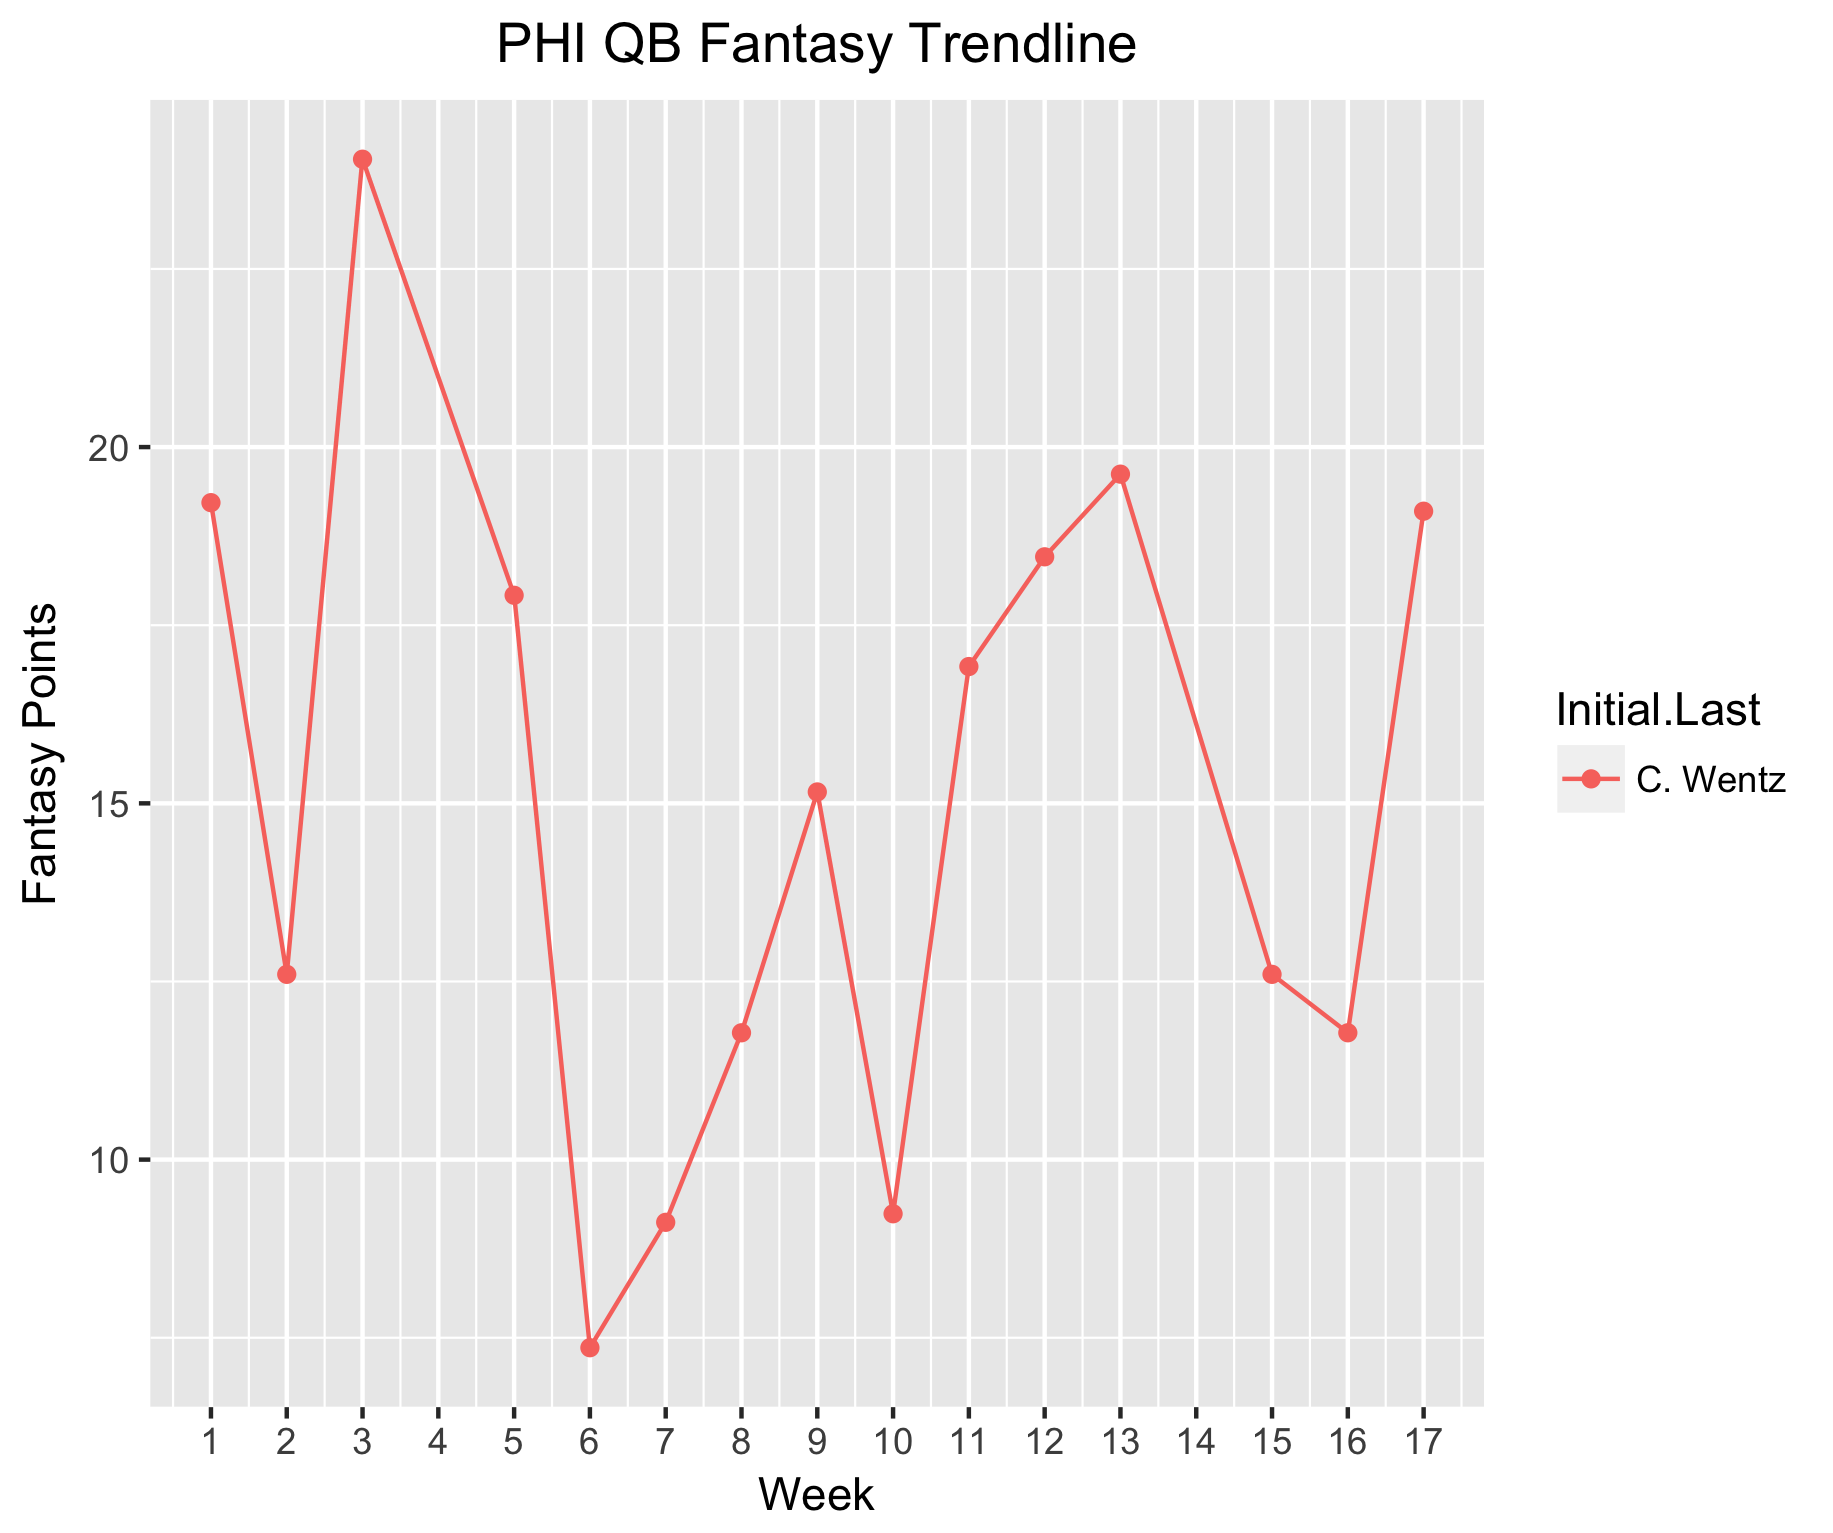 PHI QB Fantasy Trendline
Fantasy Points
20
15
10
1 2 3 4 5 6 7 8 9 10 11 12 13 14 15 16 17
Week
Initial.Last
C. Wentz